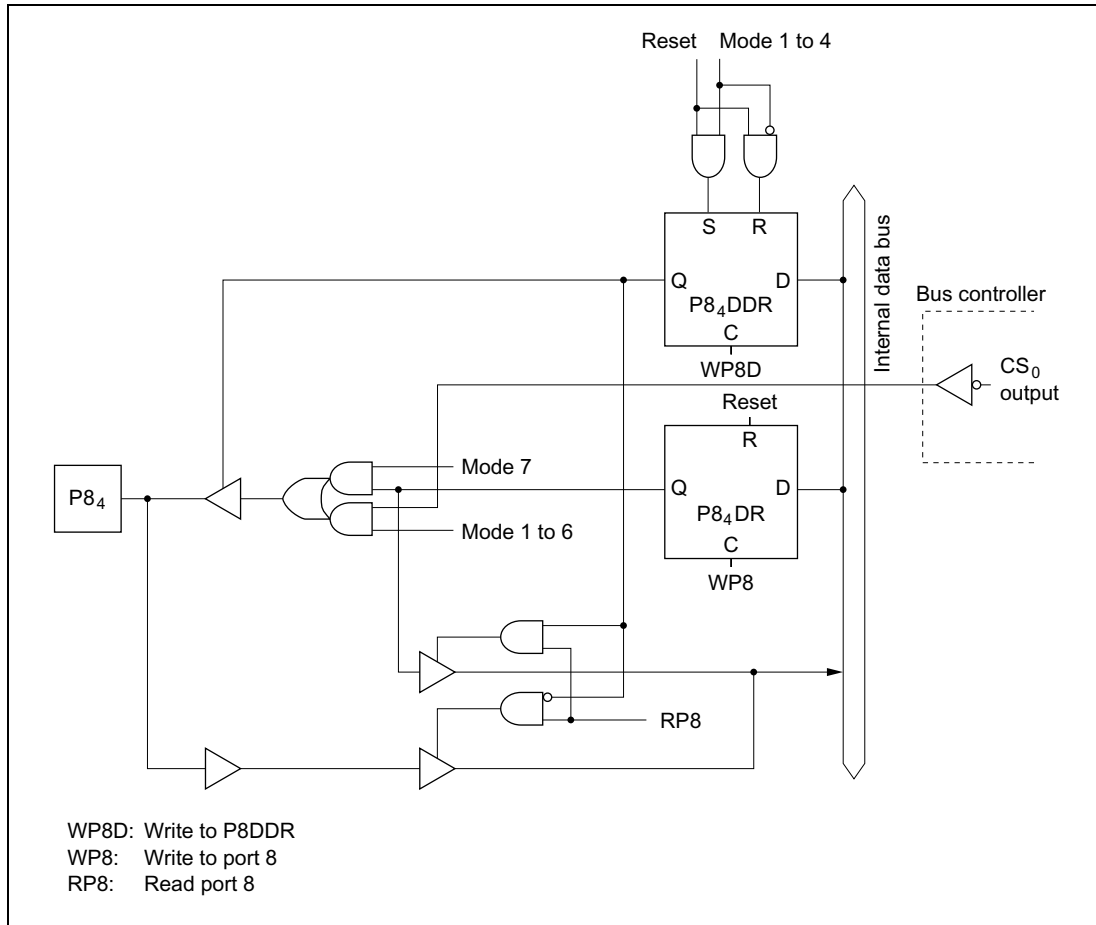 Reset Mode 1 to 4
S R
Q D
P8₄DDR
C
WP8D
Internal data bus
Bus controller
CS₀
output
Reset
R
Mode 7
Q D
P8₄
P8₄DR
Mode 1 to 6
C
WP8
RP8
WP8D: Write to P8DDR
WP8: Write to port 8
RP8: Read port 8